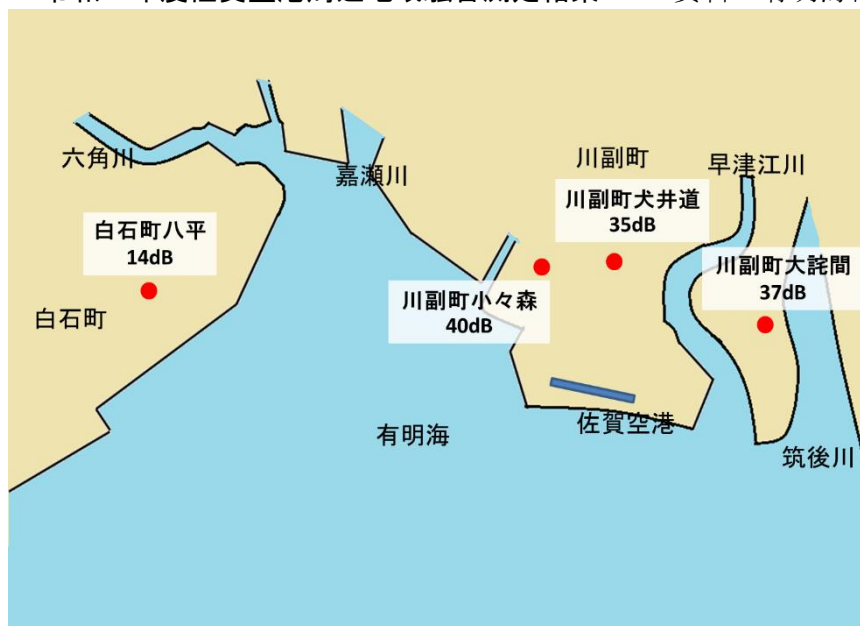 六角川
嘉瀬川
川副町
早津江川
川副町犬井道
35dB
白石町八平
14dB
川副町大詫間
37dB
川副町小々森
40dB
白石町
佐賀空港
有明海
筑後川